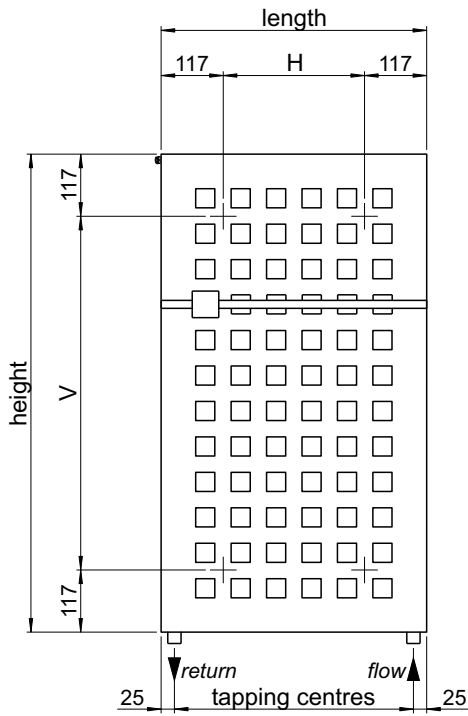 length
117 H 117
117
height
V
117
return flow
25 tapping centres 25